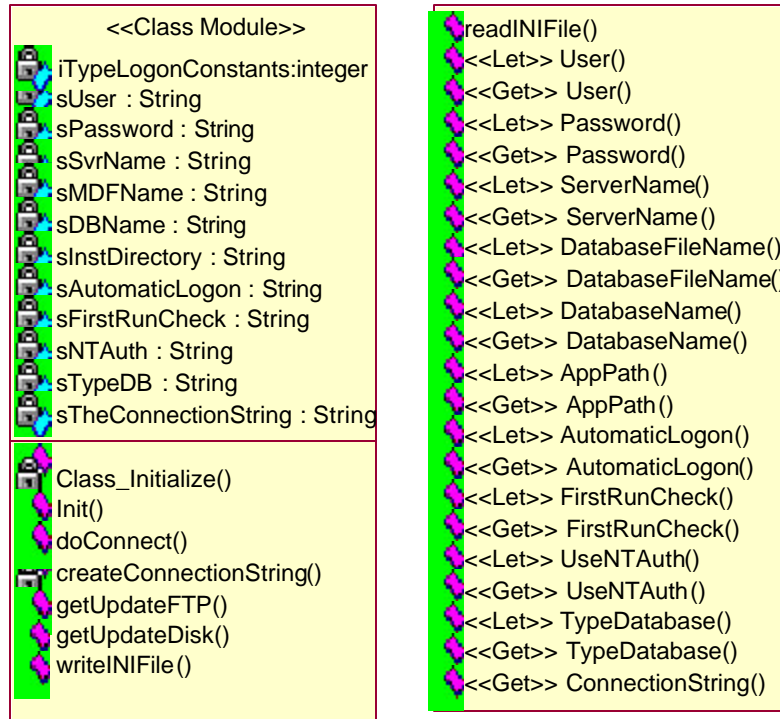 <<Class Module>>
iTypeLogonConstants:integer
sUser : String
sPassword : String
sSvrName : String
sMDFName : String
sDBName : String
sInstDirectory : String
sAutomaticLogon : String
sFirstRunCheck : String
sNTAuth : String
sTypeDB : String
sTheConnectionString : String
Class_Initialize()
Init()
doConnect()
createConnectionString()
getUpdateFTP()
getUpdateDisk()
writeINIFile()
readINIFile()
<<Let>> User()
<<Get>> User()
<<Let>> Password()
<<Get>> Password()
<<Let>> ServerName()
<<Get>> ServerName()
<<Let>> DatabaseFileName()
<<Get>> DatabaseFileName()
<<Let>> DatabaseName()
<<Get>> DatabaseName()
<<Let>> AppPath()
<<Get>> AppPath()
<<Let>> AutomaticLogon()
<<Get>> AutomaticLogon()
<<Let>> FirstRunCheck()
<<Get>> FirstRunCheck()
<<Let>> UseNTAuth()
<<Get>> UseNTAuth()
<<Let>> TypeDatabase()
<<Get>> TypeDatabase()
<<Get>> ConnectionString()